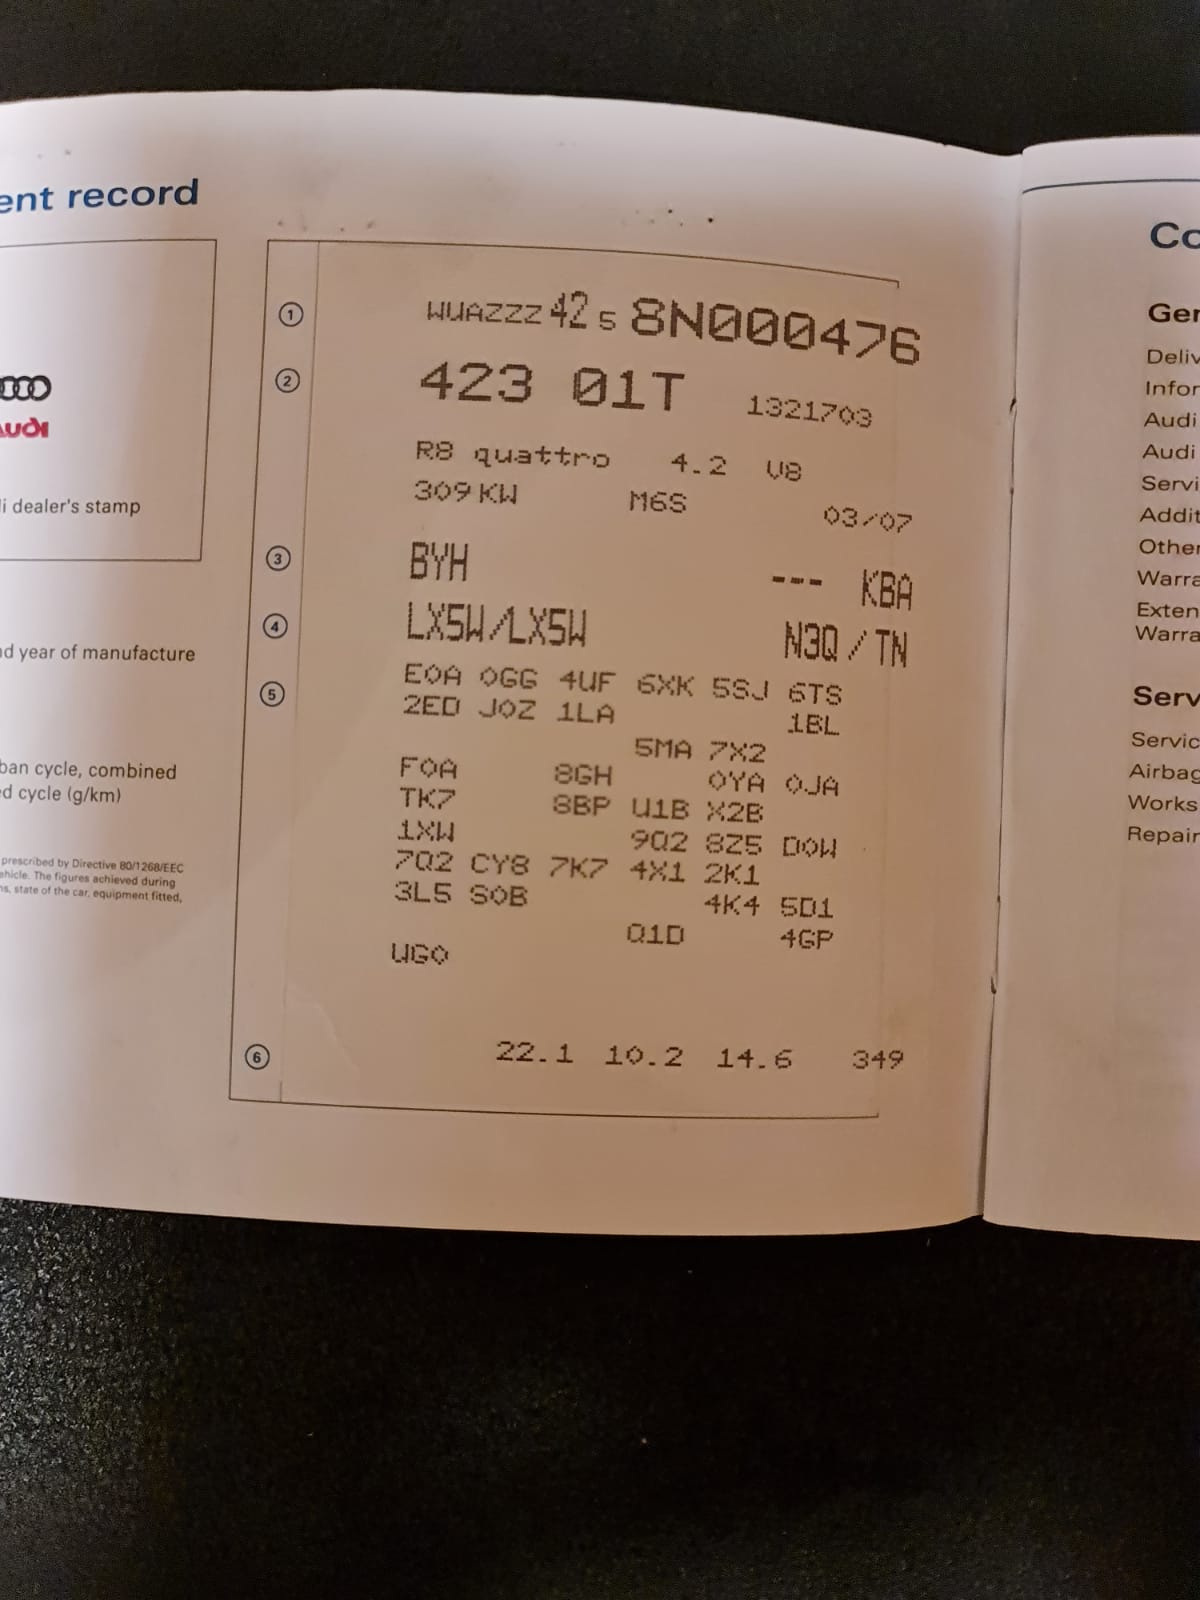 ent record
Audi
i dealer's stamp
d year of manufacture
ban cycle, combined
d cycle (g/km)
prescribed by Directive 80/1268/EEC
ehicle. The figures achieved during
ns, state of the car, equipment fitted,
1 WUAZZZ 42 S 8N000476
2 423 01T 1321703
R8 quattro 4.2 V8
309 KW M6S 03/07
3 BYH --- KBA
4 LX5W/LX5W N3Q / TN
5 E0A 0GG 4UF 6XK 5SJ 6TS
2ED J0Z 1LA 1BL
5MA 7X2
F0A 8GH 0YA 0JA
TK7 8BP U1B X2B
1XW 9Q2 8Z5 D0W
7Q2 CY8 7K7 4X1 2K1
3L5 S0B 4K4 5D1
Q1D 4GP
UG0
6 22.1 10.2 14.6 349
Co
Ger
Deliv
Infor
Audi
Audi
Servi
Addit
Other
Warra
Exten
Warra
Serv
Servic
Airbag
Works
Repair